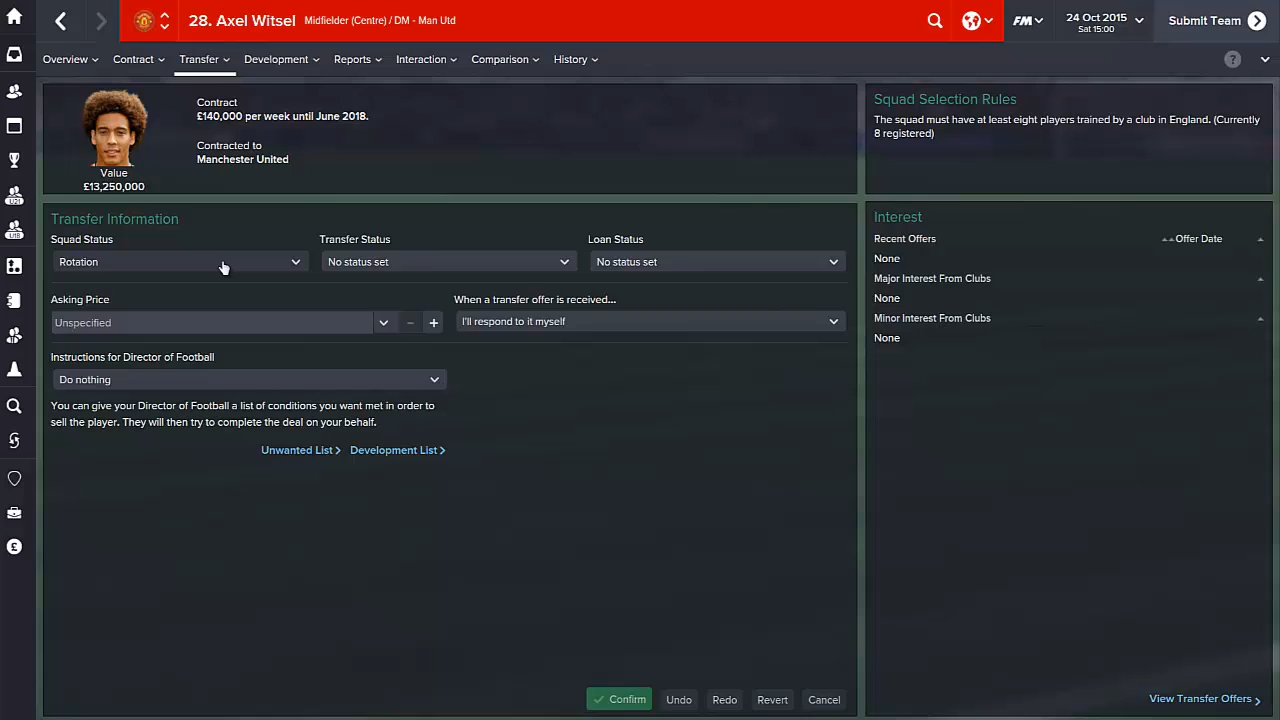 28. Axel Witsel Midfielder (Centre) / DM - Man Utd
FM
24 Oct 2015
Sat 15:00
Submit Team
Overview Contract Transfer Development Reports Interaction Comparison History
?
Contract
£140,000 per week until June 2018.
Contracted to
Manchester United
Value
£13,250,000
Squad Selection Rules
The squad must have at least eight players trained by a club in England. (Currently
8 registered)
Transfer Information
Squad Status Transfer Status Loan Status
Rotation No status set No status set
Asking Price When a transfer offer is received...
Unspecified - + I'll respond to it myself
Instructions for Director of Football
Do nothing
You can give your Director of Football a list of conditions you want met in order to
sell the player. They will then try to complete the deal on your behalf.
Unwanted List > Development List >
Confirm Undo Redo Revert Cancel
Interest
Recent Offers Offer Date
None
Major Interest From Clubs
None
Minor Interest From Clubs
None
View Transfer Offers >
U21
U18
£